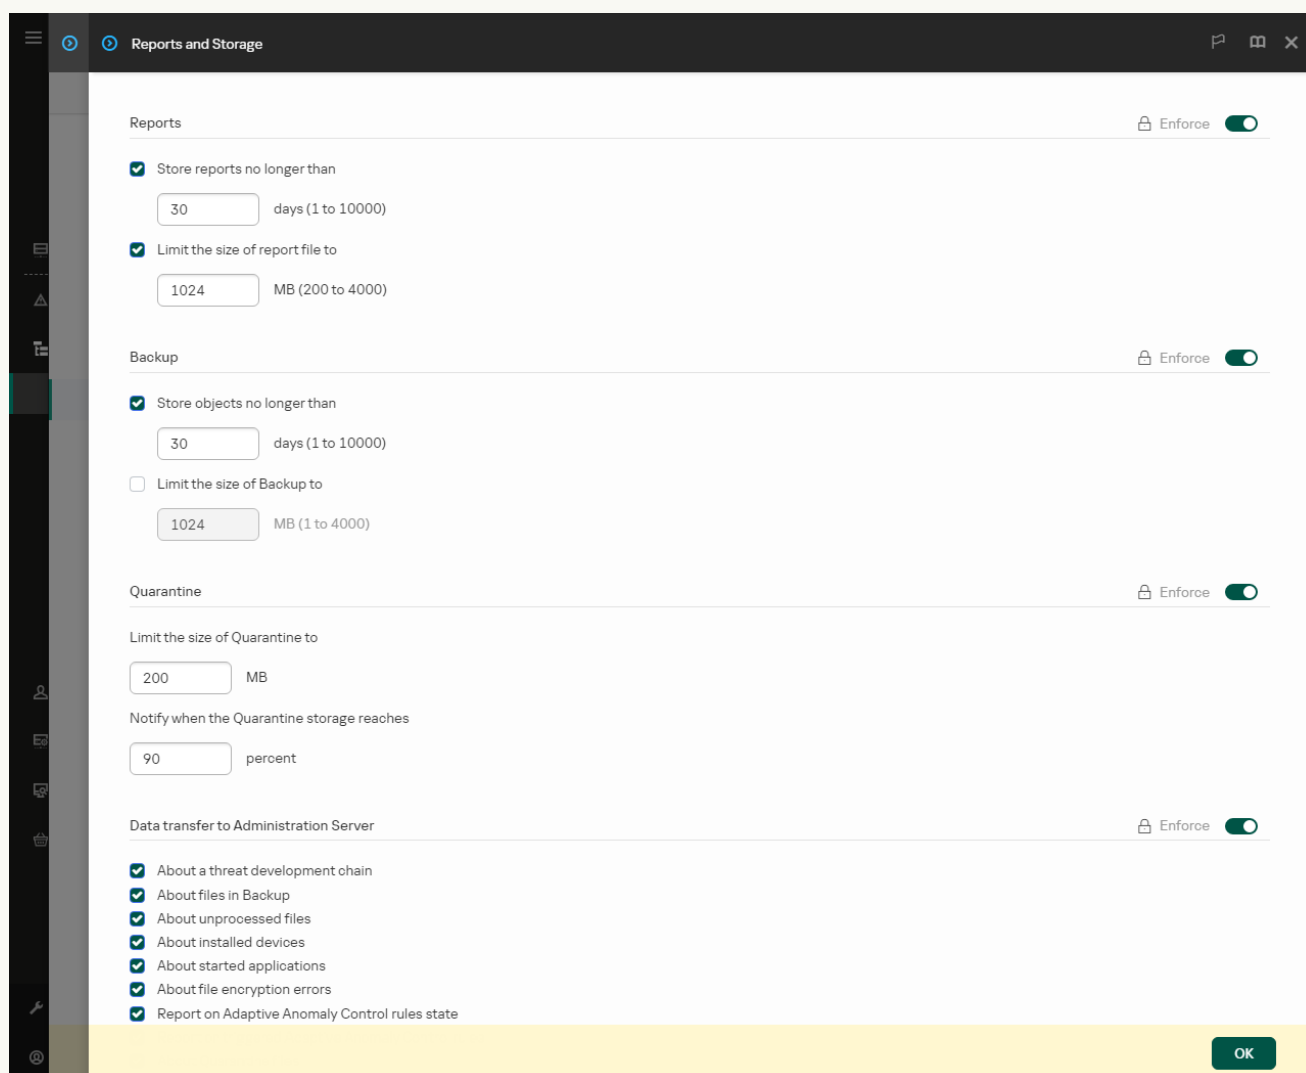 Reports and Storage
Reports
Enforce
Store reports no longer than
30 days (1 to 10000)
Limit the size of report file to
1024 MB (200 to 4000)
Backup
Enforce
Store objects no longer than
30 days (1 to 10000)
Limit the size of Backup to
1024 MB (1 to 4000)
Quarantine
Enforce
Limit the size of Quarantine to
200 MB
Notify when the Quarantine storage reaches
90 percent
Data transfer to Administration Server
Enforce
About a threat development chain
About files in Backup
About unprocessed files
About installed devices
About started applications
About file encryption errors
Report on Adaptive Anomaly Control rules state
OK